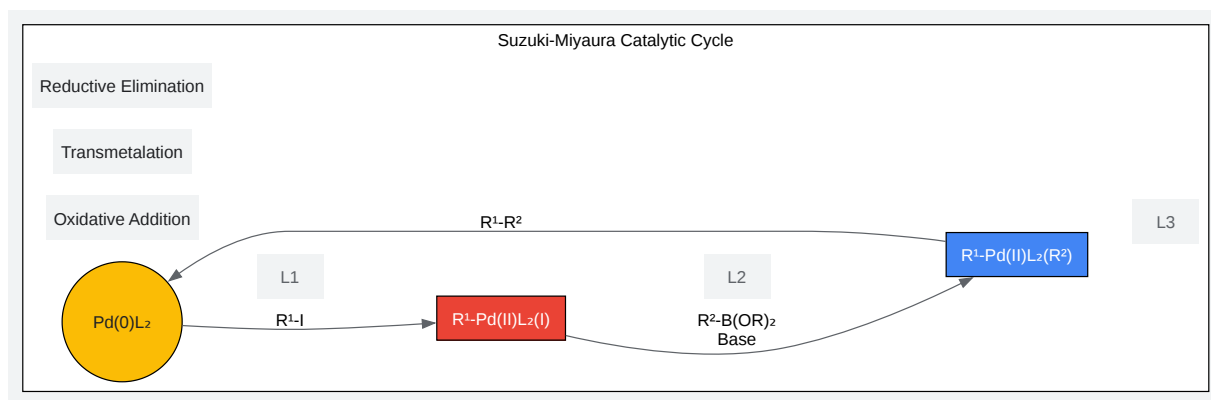 Suzuki-Miyaura Catalytic Cycle
Reductive Elimination
Transmetalation
Oxidative Addition
L3
R¹-R²
R¹-Pd(II)L₂(R²)
L1
L2
Pd(0)L₂
R¹-I
R¹-Pd(II)L₂(I)
R²-B(OR)₂
Base